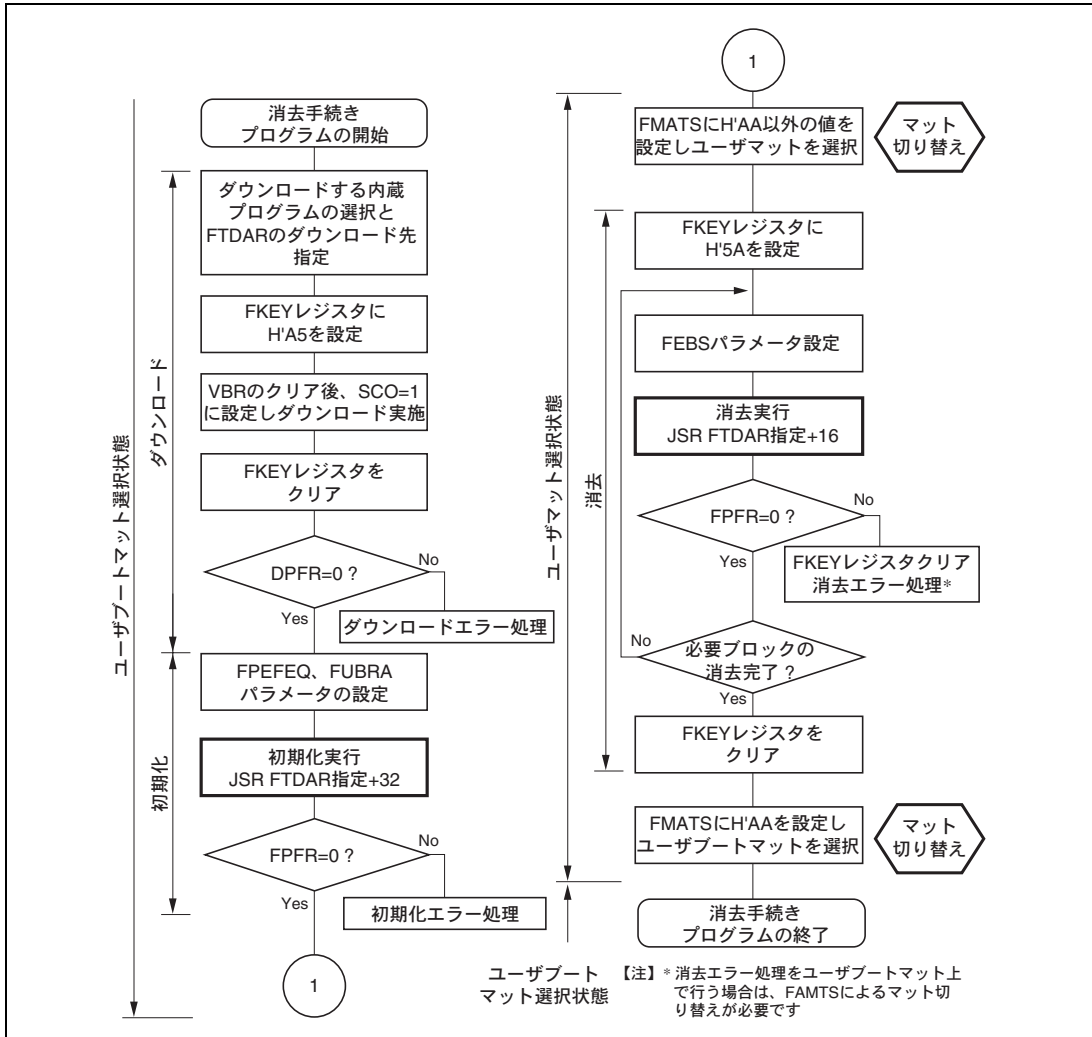 消去手続き
プログラムの開始
ダウンロードする内蔵
プログラムの選択と
FTDARのダウンロード先
指定
FKEYレジスタに
H'A5を設定
VBRのクリア後、SCO=1
に設定しダウンロード実施
FKEYレジスタを
クリア
DPFR=0 ?
No
Yes
ダウンロードエラー処理
FPEFEQ、FUBRA
パラメータの設定
初期化実行
JSR FTDAR指定+32
FPFR=0 ?
No
Yes
初期化エラー処理
1
ダウンロード
初期化
ユーザブートマット選択状態
1
FMATSにH'AA以外の値を
設定しユーザマットを選択
マット
切り替え
FKEYレジスタに
H'5Aを設定
FEBSパラメータ設定
消去実行
JSR FTDAR指定+16
FPFR=0 ?
No
Yes
FKEYレジスタクリア
消去エラー処理*
No
必要ブロックの
消去完了 ?
Yes
FKEYレジスタを
クリア
FMATSにH'AAを設定し
ユーザブートマットを選択
マット
切り替え
消去手続き
プログラムの終了
消去
ユーザマット選択状態
ユーザブート
マット選択状態
【注】* 消去エラー処理をユーザブートマット上
で行う場合は、FAMTSによるマット切
り替えが必要です